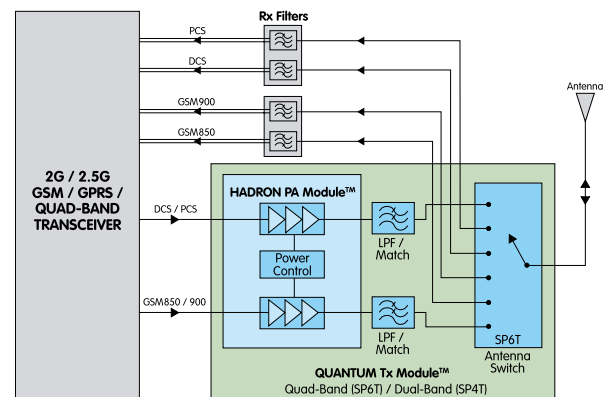 Rx Filters
PCS
DCS
GSM900
GSM850
Antenna
2G / 2.5G
GSM / GPRS /
QUAD-BAND
TRANSCEIVER
HADRON PA Module™
DCS / PCS
LPF /
Match
Power
Control
GSM850 / 900
LPF /
Match
SP6T
Antenna
Switch
QUANTUM Tx Module™
Quad-Band (SP6T) / Dual-Band (SP4T)